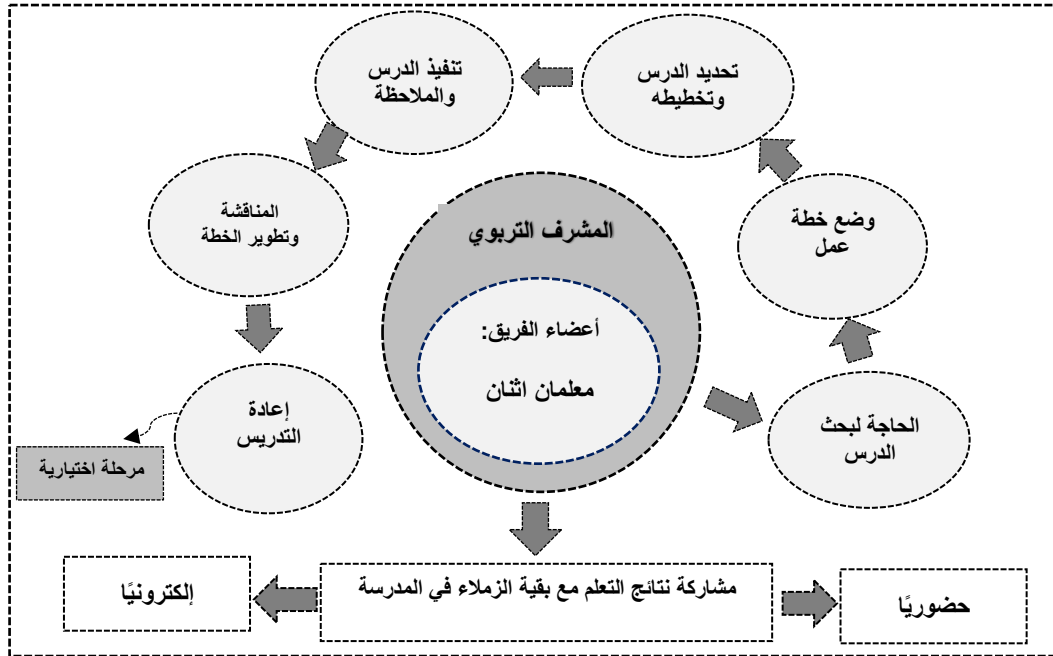 تحديد الدرس
وتخطيطه
تنفيذ الدرس
والملاحظة
وضع خطة
عمل
المناقشة
وتطوير الخطة
المشرف التربوي
أعضاء الفريق:
معلمان اثنان
الحاجة لبحث
الدرس
إعادة
التدريس
مرحلة اختيارية
مشاركة نتائج التعلم مع بقية الزملاء في المدرسة
حضوريًا
إلكترونيًا